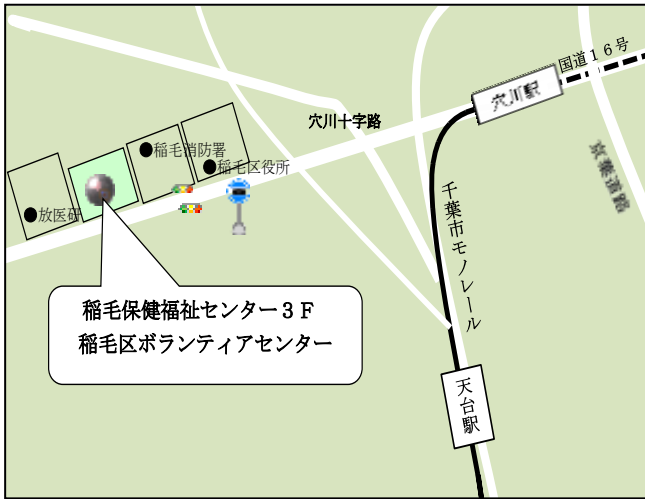 国道１６号
穴川駅
穴川十字路
京葉道路
●稲毛消防署
●稲毛区役所
●放医研
千葉市モノレール
稲毛保健福祉センター３Ｆ
稲毛区ボランティアセンター
天台駅